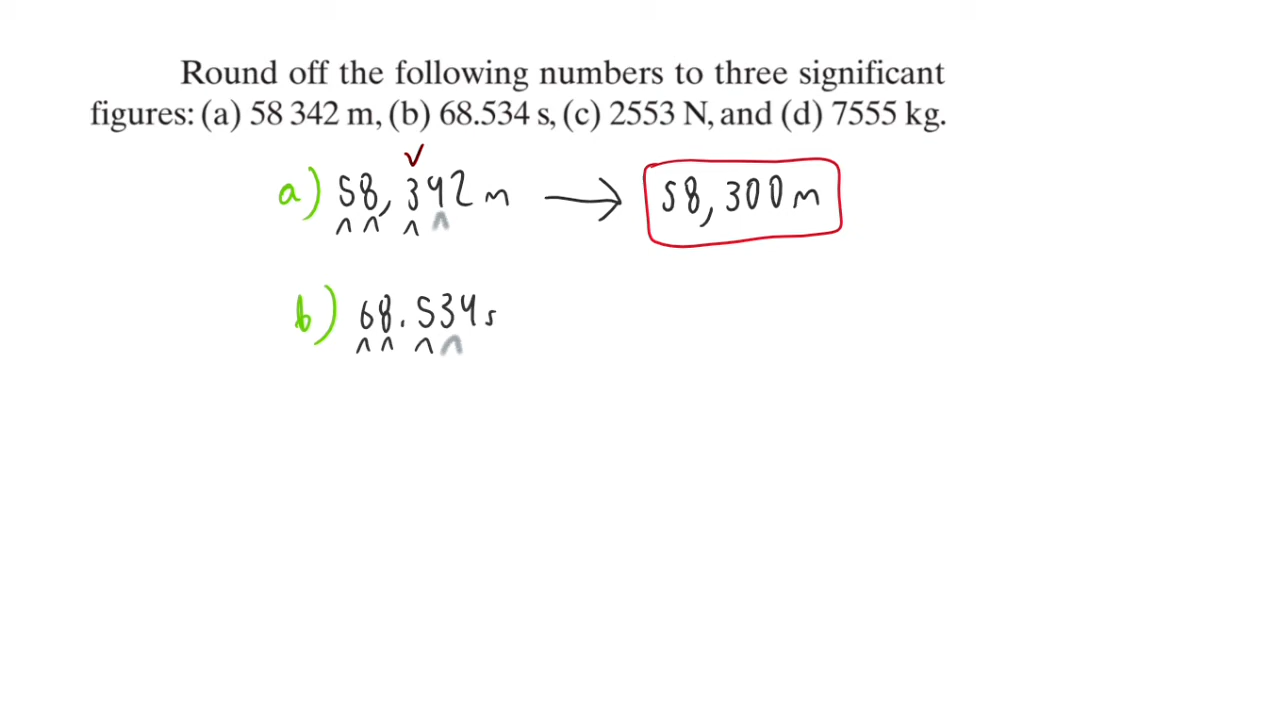 Round off the following numbers to three significant
figures: (a) 58 342 m, (b) 68.534 s, (c) 2553 N, and (d) 7555 kg.
a) 58,342 m → 58,300 m
b) 68.534 s